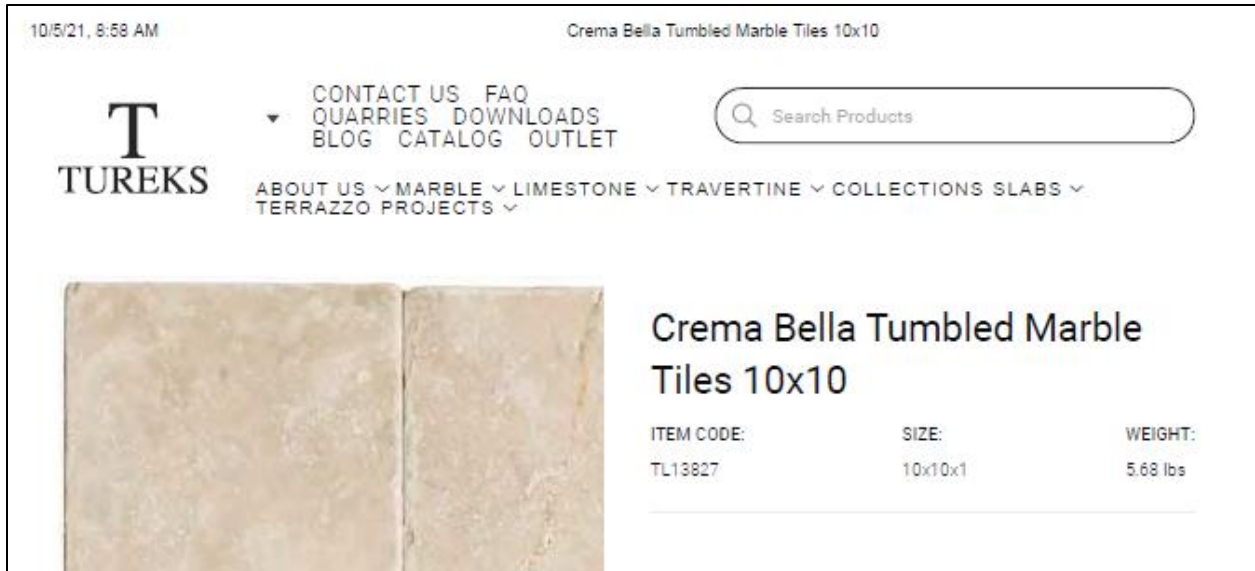 10/5/21, 8:58 AM
Crema Bella Tumbled Marble Tiles 10x10
T
TUREKS
CONTACT US FAQ
QUARRIES DOWNLOADS
BLOG CATALOG OUTLET
Search Products
ABOUT US MARBLE LIMESTONE TRAVERTINE COLLECTIONS SLABS
TERRAZZO PROJECTS
Crema Bella Tumbled Marble
Tiles 10x10
ITEM CODE: SIZE: WEIGHT:
TL13827 10x10x1 5.68 lbs